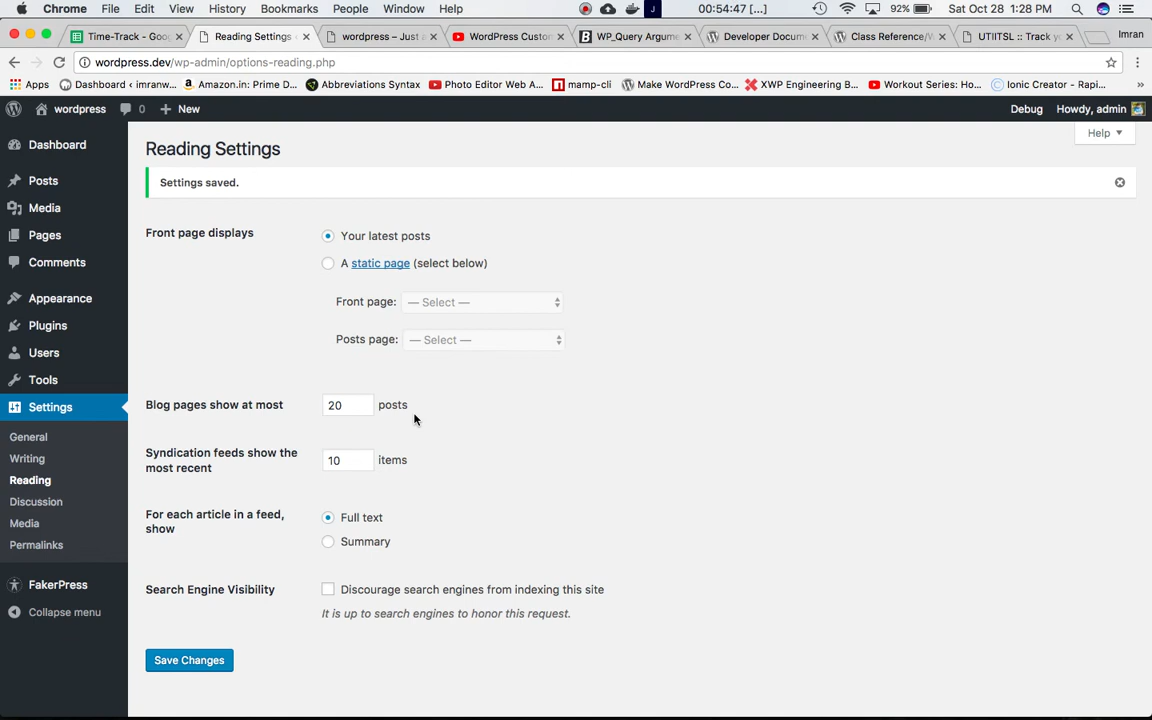 Chrome File Edit View History Bookmarks People Window Help J 00:54:47 [...] 92% Sat Oct 28 1:28 PM
Time-Track - Goog Reading Settings wordpress – Just a WordPress Custom WP_Query Argume Developer Docume Class Reference/W UTIITSL :: Track yo Imran
wordpress.dev/wp-admin/options-reading.php
Apps Dashboard ‹ imranw... Amazon.in: Prime D... Abbreviations Syntax Photo Editor Web A... mamp-cli Make WordPress Co... XWP Engineering B... Workout Series: Ho... Ionic Creator - Rapi... »
wordpress 0 + New Debug Howdy, admin
Help ▼
Dashboard
Posts
Media
Pages
Comments
Appearance
Plugins
Users
Tools
Settings
General
Writing
Reading
Discussion
Media
Permalinks
FakerPress
Collapse menu
Reading Settings
Settings saved.
Front page displays
Your latest posts
A static page (select below)
Front page: — Select —
Posts page: — Select —
Blog pages show at most 20 posts
Syndication feeds show the most recent 10 items
For each article in a feed, show
Full text
Summary
Search Engine Visibility Discourage search engines from indexing this site
It is up to search engines to honor this request.
Save Changes